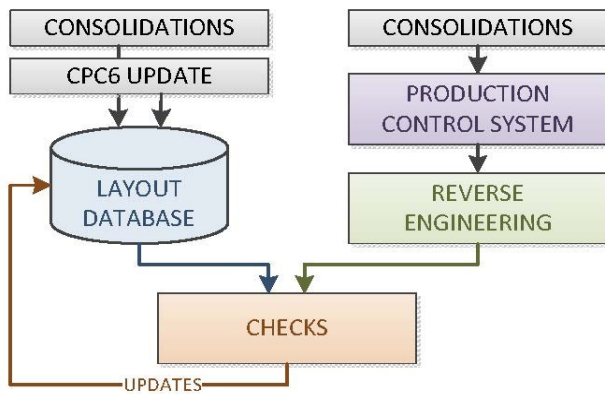 CONSOLIDATIONS
CPC6 UPDATE
LAYOUT
DATABASE
CONSOLIDATIONS
PRODUCTION
CONTROL SYSTEM
REVERSE
ENGINEERING
CHECKS
UPDATES